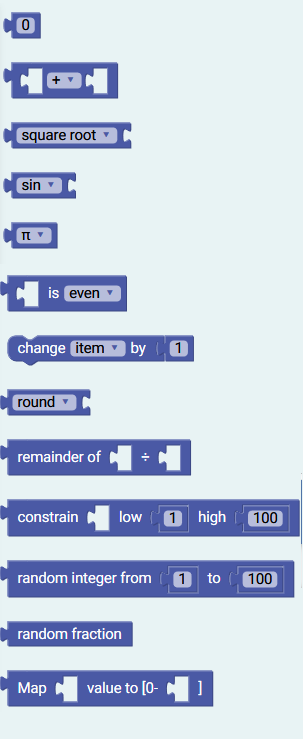 0
+
square root
sin
π
is even
change item by 1
round
remainder of ÷
constrain low 1 high 100
random integer from 1 to 100
random fraction
Map value to [0- ]